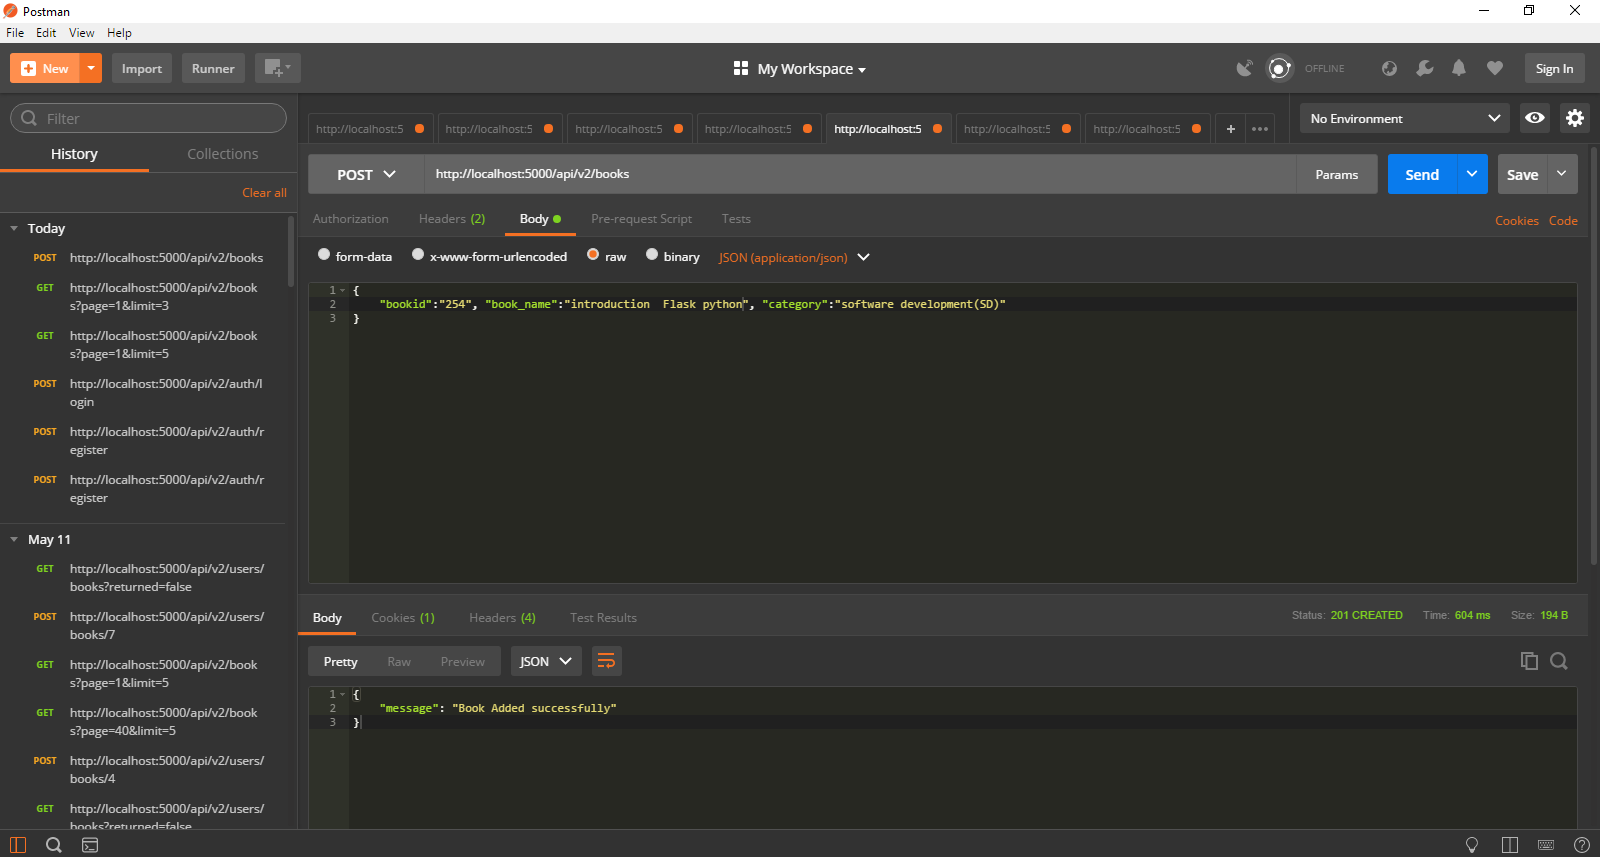 Postman
File Edit View Help
New Import Runner My Workspace OFFLINE Sign In
Filter
History Collections
Clear all
Today
POST http://localhost:5000/api/v2/books
GET http://localhost:5000/api/v2/book
s?page=1&limit=3
GET http://localhost:5000/api/v2/book
s?page=1&limit=5
POST http://localhost:5000/api/v2/auth/l
ogin
POST http://localhost:5000/api/v2/auth/r
egister
POST http://localhost:5000/api/v2/auth/r
egister
May 11
GET http://localhost:5000/api/v2/users/
books?returned=false
POST http://localhost:5000/api/v2/users/
books/7
GET http://localhost:5000/api/v2/book
s?page=1&limit=5
GET http://localhost:5000/api/v2/book
s?page=40&limit=5
POST http://localhost:5000/api/v2/users/
books/4
GET http://localhost:5000/api/v2/users/
books?returned=false
http://localhost:5 http://localhost:5 http://localhost:5 http://localhost:5 http://localhost:5 http://localhost:5 http://localhost:5 + •••
No Environment
POST http://localhost:5000/api/v2/books Params Send Save
Authorization Headers (2) Body Pre-request Script Tests Cookies Code
form-data x-www-form-urlencoded raw binary JSON (application/json)
1 {
2 "bookid":"254", "book_name":"introduction  Flask python", "category":"software development(SD)"
3 }
Body Cookies (1) Headers (4) Test Results Status: 201 CREATED Time: 604 ms Size: 194 B
Pretty Raw Preview JSON
1 {
2 "message": "Book Added successfully"
3 }